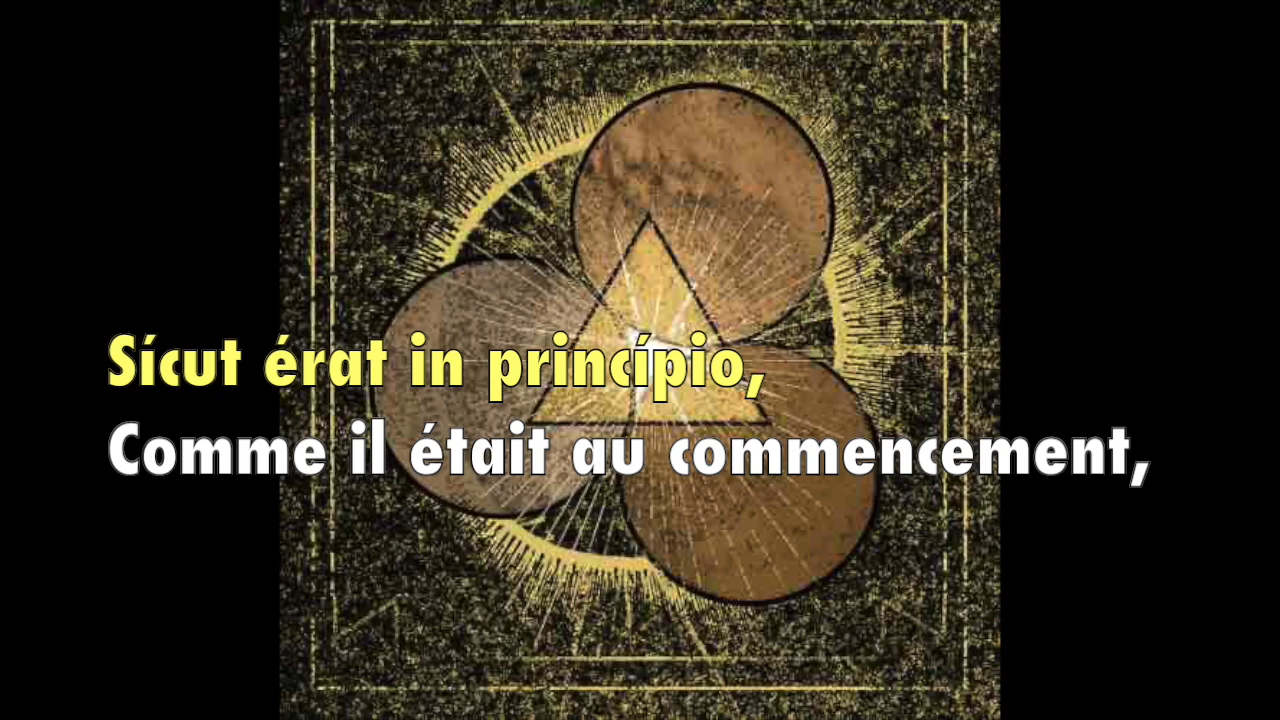 Sícut érat in princípio,
Comme il était au commencement,